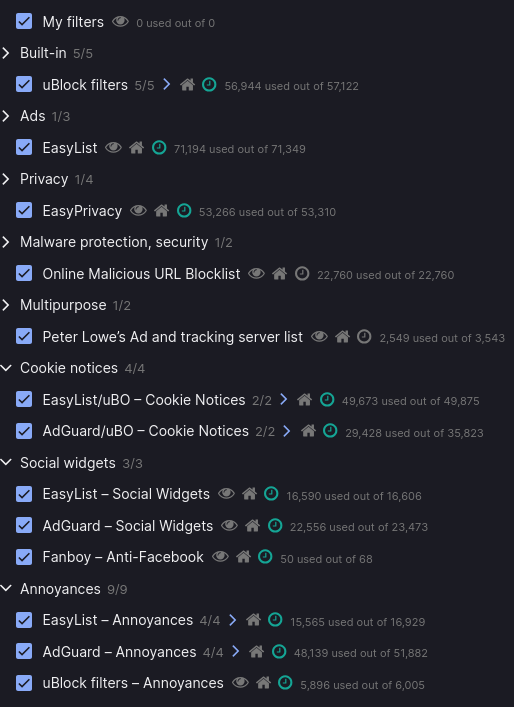 My filters 0 used out of 0
Built-in 5/5
uBlock filters 5/5 56,944 used out of 57,122
Ads 1/3
EasyList 71,194 used out of 71,349
Privacy 1/4
EasyPrivacy 53,266 used out of 53,310
Malware protection, security 1/2
Online Malicious URL Blocklist 22,760 used out of 22,760
Multipurpose 1/2
Peter Lowe’s Ad and tracking server list 2,549 used out of 3,543
Cookie notices 4/4
EasyList/uBO – Cookie Notices 2/2 49,673 used out of 49,875
AdGuard/uBO – Cookie Notices 2/2 29,428 used out of 35,823
Social widgets 3/3
EasyList – Social Widgets 16,590 used out of 16,606
AdGuard – Social Widgets 22,556 used out of 23,473
Fanboy – Anti-Facebook 50 used out of 68
Annoyances 9/9
EasyList – Annoyances 4/4 15,565 used out of 16,929
AdGuard – Annoyances 4/4 48,139 used out of 51,882
uBlock filters – Annoyances 5,896 used out of 6,005